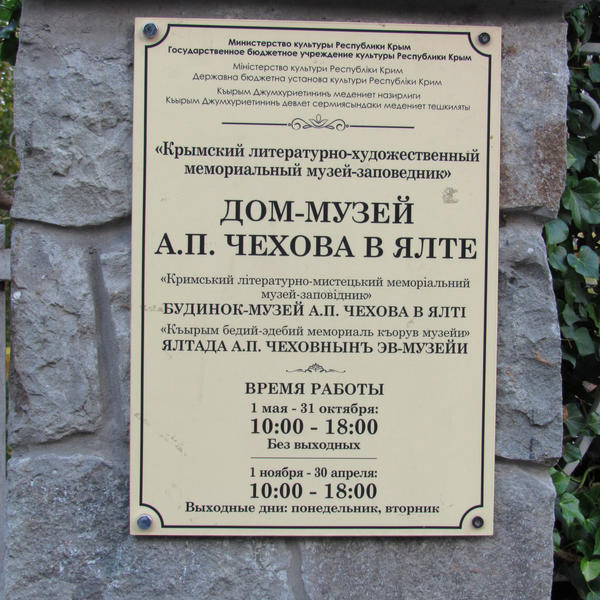 Министерство культуры Республики Крым
Государственное бюджетное учреждение культуры Республики Крым
Міністерство культури Республіки Крим
Державна бюджетна установа культури Республіки Крим
Къырым Джумхуриетининъ медениет назирлиги
Къырым Джумхуриетининъ девлет сермиясындаки медениет тешкиляты
«Крымский литературно-художественный
мемориальный музей-заповедник»
ДОМ-МУЗЕЙ
А.П. ЧЕХОВА В ЯЛТЕ
«Кримський літературно-мистецький меморіальний
музей-заповідник»
БУДИНОК-МУЗЕЙ А.П. ЧЕХОВА В ЯЛТІ
«Къырым бедий-эдебий мемориаль къорув музейи»
ЯЛТАДА А.П. ЧЕХОВНЫНЪ ЭВ-МУЗЕЙИ
ВРЕМЯ РАБОТЫ
1 мая - 31 октября:
10:00 - 18:00
Без выходных
1 ноября - 30 апреля:
10:00 - 18:00
Выходные дни: понедельник, вторник